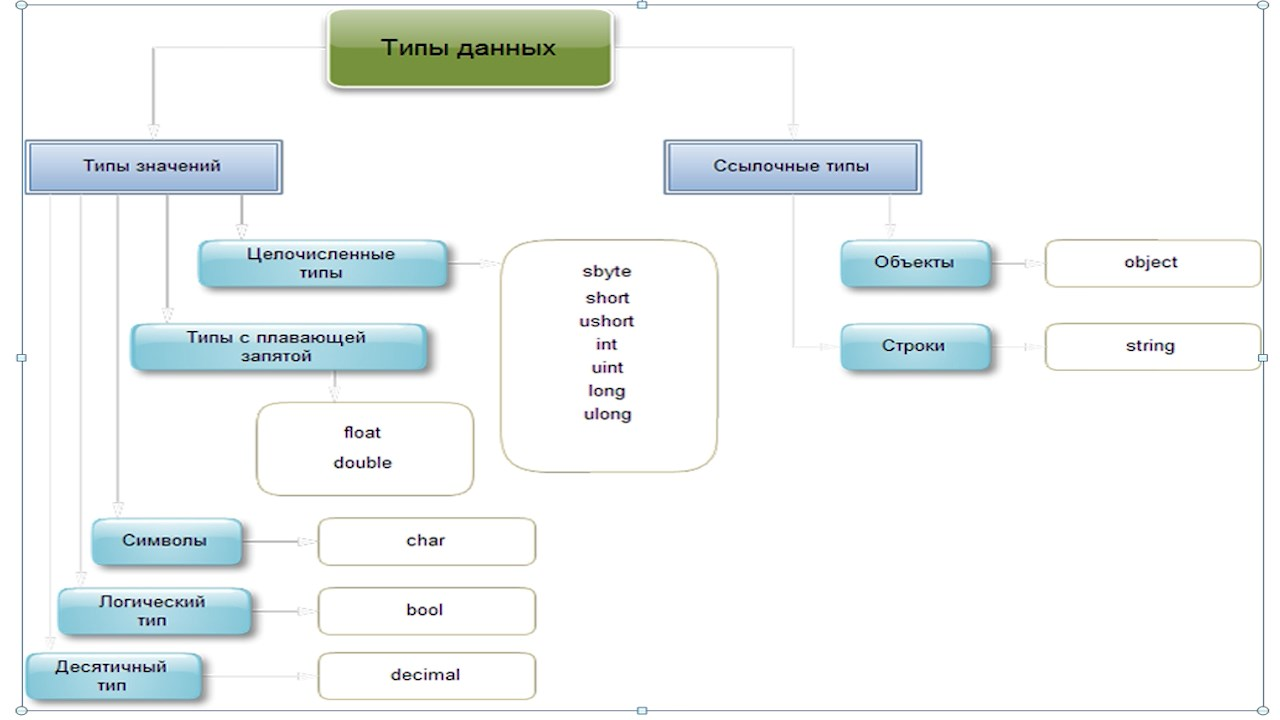 Типы данных
Типы значений
Ссылочные типы
Целочисленные
типы
sbyte
short
ushort
int
uint
long
ulong
Объекты
object
Типы с плавающей
запятой
Строки
string
float
double
Символы
char
Логический
тип
bool
Десятичный
тип
decimal